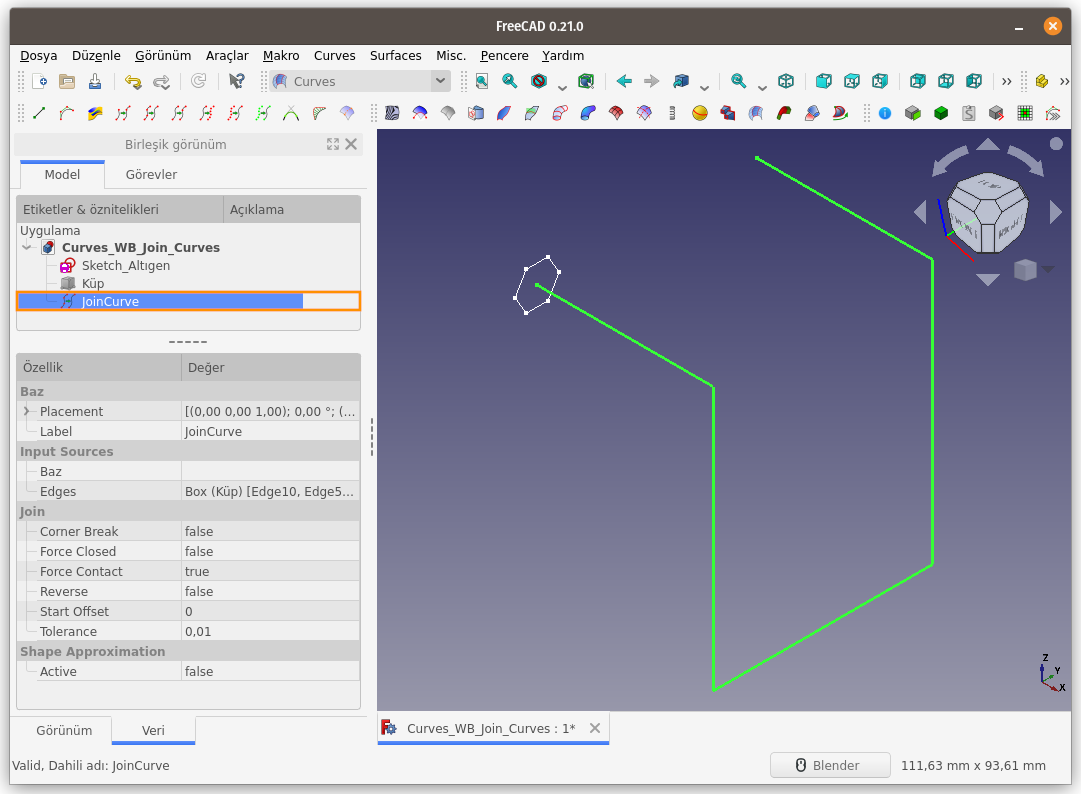 FreeCAD 0.21.0
Dosya Düzenle Görünüm Araçlar Makro Curves Surfaces Misc. Pencere Yardım
Curves
Birleşik görünüm
Model Görevler
Etiketler & öznitelikleri Açıklama
Uygulama
Curves_WB_Join_Curves
Sketch_Altıgen
Küp
JoinCurve
Özellik Değer
Baz
Placement [(0,00 0,00 1,00); 0,00 °; (...
Label JoinCurve
Input Sources
Baz
Edges Box (Küp) [Edge10, Edge5...
Join
Corner Break false
Force Closed false
Force Contact true
Reverse false
Start Offset 0
Tolerance 0,01
Shape Approximation
Active false
Z
Y
X
Görünüm Veri
Curves_WB_Join_Curves : 1*
Valid, Dahili adı: JoinCurve
Blender 111,63 mm x 93,61 mm